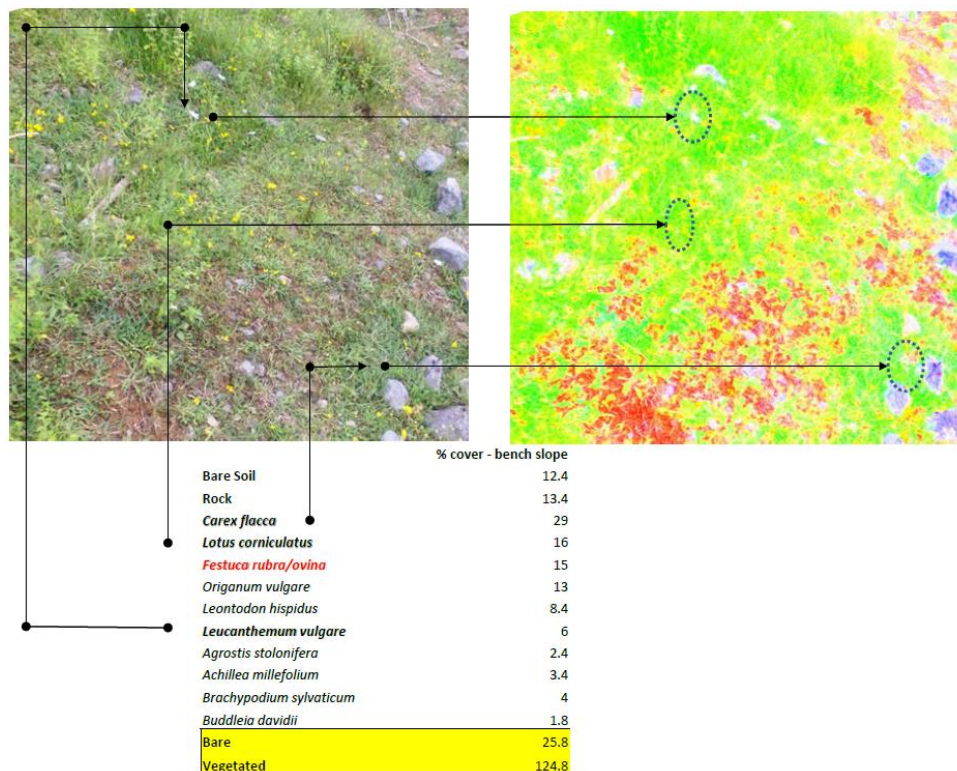 % cover - bench slope
Bare Soil 12.4
Rock 13.4
Carex flacca 29
Lotus corniculatus 16
Festuca rubra/ovina 15
Origanum vulgare 13
Leontodon hispidus 8.4
Leucanthemum vulgare 6
Agrostis stolonifera 2.4
Achillea millefolium 3.4
Brachypodium sylvaticum 4
Buddleia davidii 1.8
Bare 25.8
Vegetated 124.8